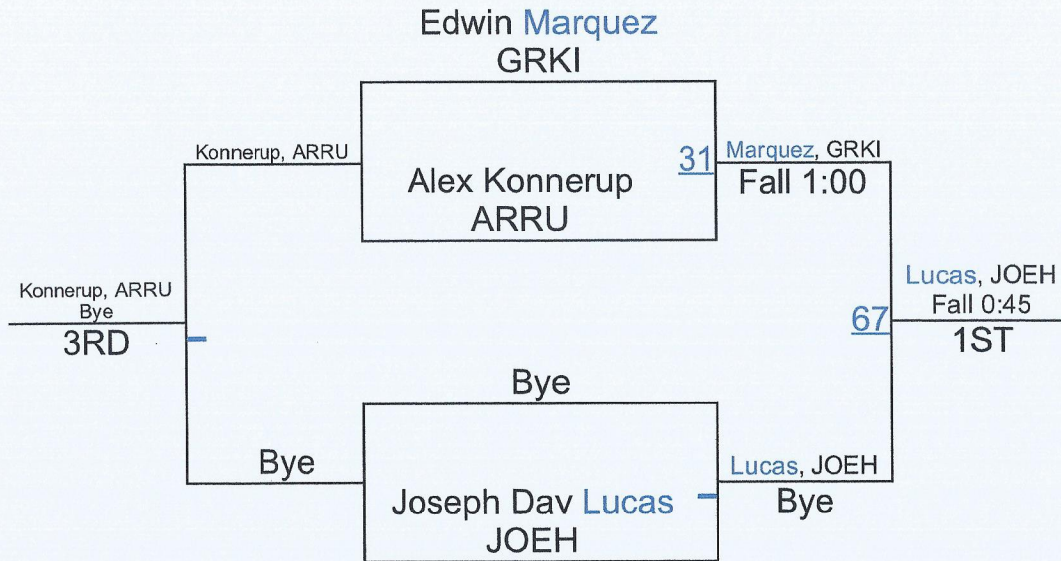 Edwin Marquez
GRKI
Konnerup, ARRU
Alex Konnerup
ARRU
31
Marquez, GRKI
Fall 1:00
Konnerup, ARRU
Bye
3RD
67
Lucas, JOEH
Fall 0:45
1ST
Bye
Bye
Joseph Dav Lucas
JOEH
Lucas, JOEH
Bye